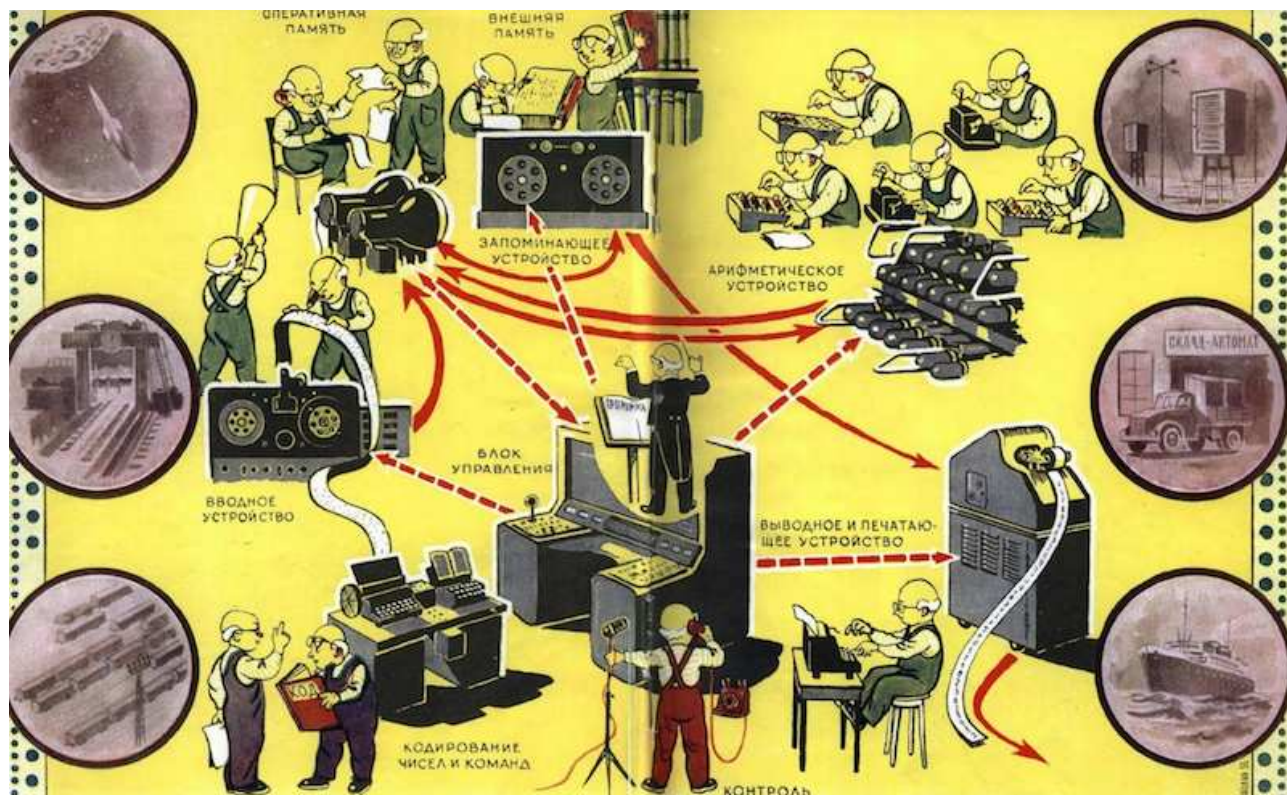 ОПЕРАТИВНАЯ
ПАМЯТЬ
ВНЕШНЯЯ
ПАМЯТЬ
ЗАПОМИНАЮЩЕЕ
УСТРОЙСТВО
АРИФМЕТИЧЕСКОЕ
УСТРОЙСТВО
СКЛАД-АВТОМАТ
ПРОГРАММА
БЛОК
УПРАВЛЕНИЯ
ВВОДНОЕ
УСТРОЙСТВО
ВЫВОДНОЕ И ПЕЧАТАЮ-
ЩЕЕ УСТРОЙСТВО
КОД
КОДИРОВАНИЕ
ЧИСЕЛ И КОМАНД
КОНТРОЛЬ